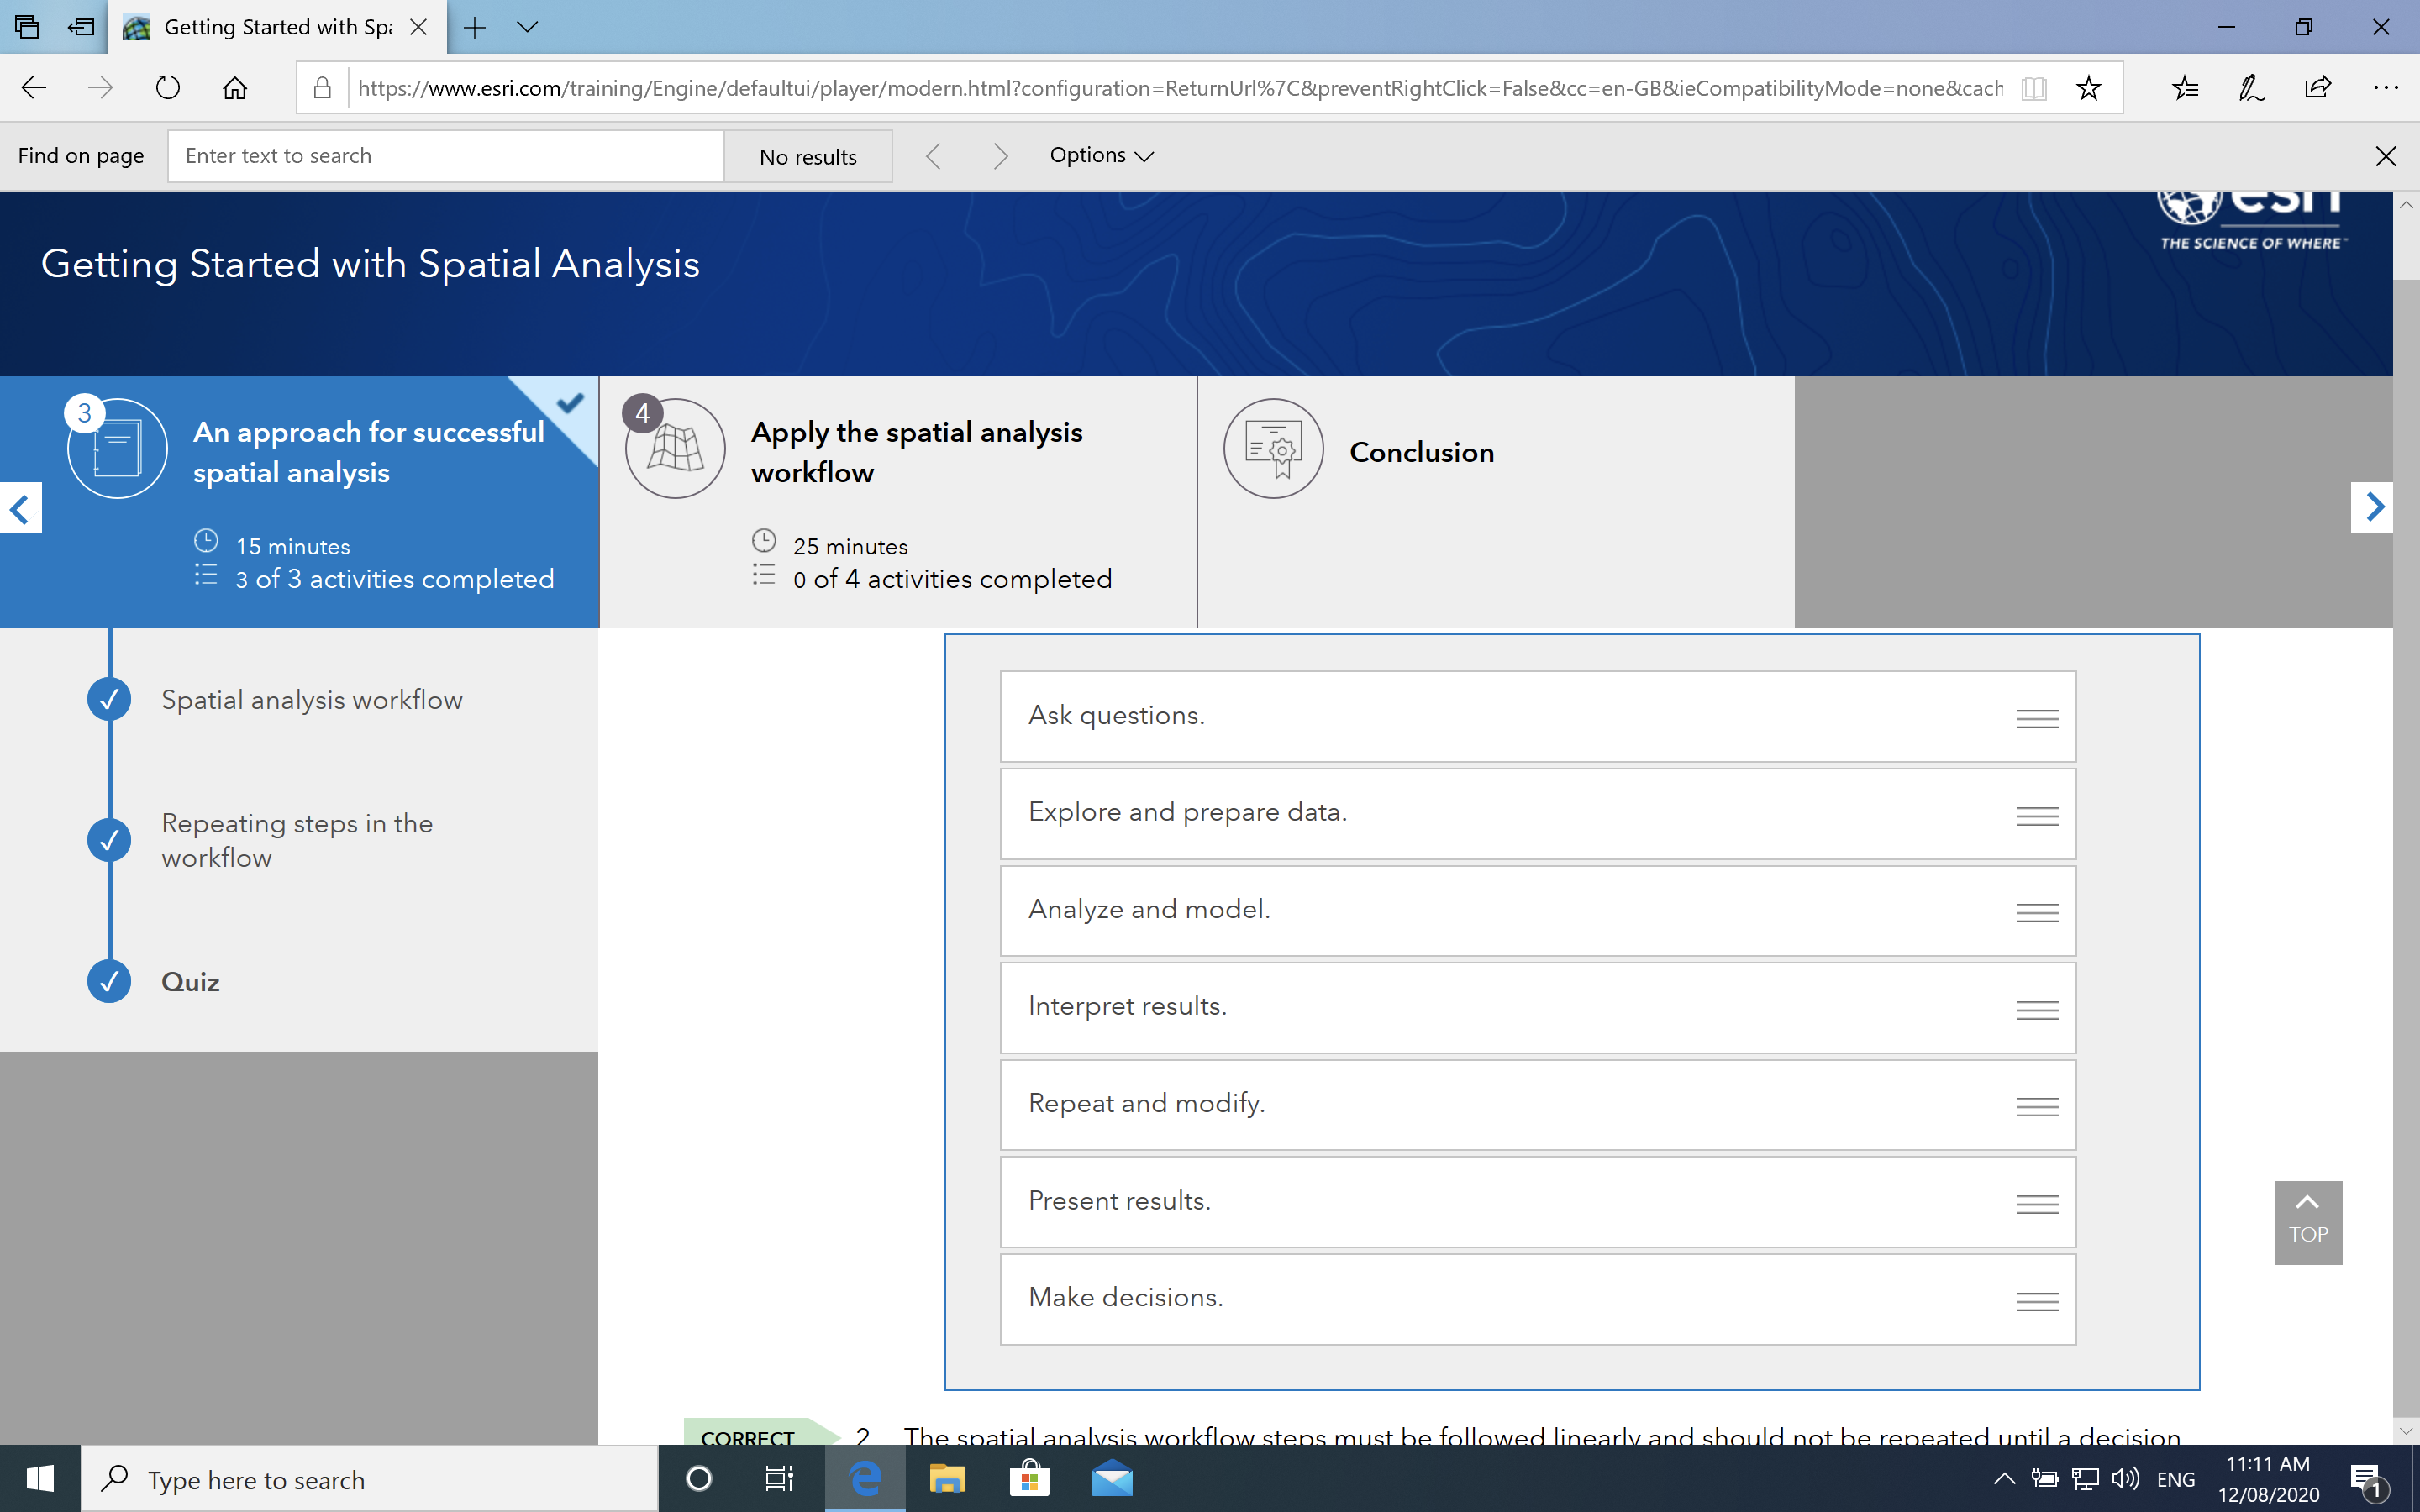 Getting Started with Spa
https://www.esri.com/training/Engine/defaultui/player/modern.html?configuration=ReturnUrl%7C&preventRightClick=False&cc=en-GB&ieCompatibilityMode=none&cach
Find on page
Enter text to search
No results
Options
esri
THE SCIENCE OF WHERE
Getting Started with Spatial Analysis
3
An approach for successful
spatial analysis
15 minutes
3 of 3 activities completed
4
Apply the spatial analysis
workflow
25 minutes
0 of 4 activities completed
Conclusion
Spatial analysis workflow
Repeating steps in the
workflow
Quiz
Ask questions.
Explore and prepare data.
Analyze and model.
Interpret results.
Repeat and modify.
Present results.
Make decisions.
TOP
CORRECT
2. The spatial analysis workflow steps must be followed linearly and should not be repeated until a decision
Type here to search
ENG
11:11 AM
12/08/2020
1